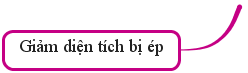 Giảm diện tích bị ép